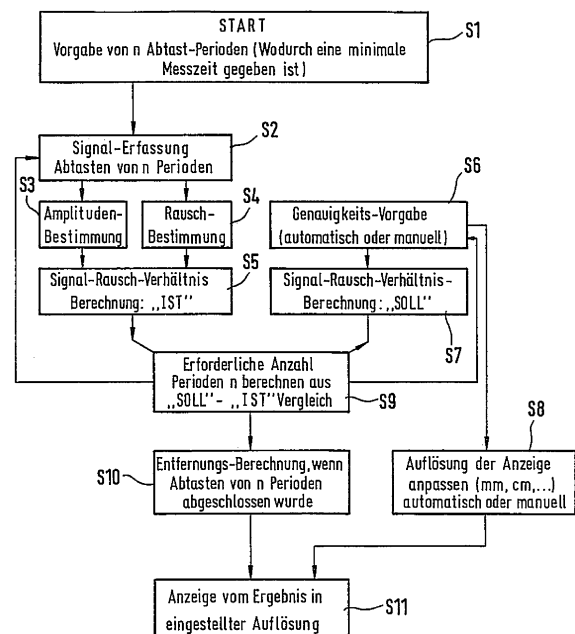 START
Vorgabe von n Abtast-Perioden (Wodurch eine minimale
Messzeit gegeben ist)
S1
S2
Signal-Erfassung
Abtasten von n Perioden
S3
Amplituden-
Bestimmung
S4
Rausch-
Bestimmung
S6
Genauigkeits-Vorgabe
(automatisch oder manuell)
S5
Signal-Rausch-Verhältnis
Berechnung: „IST"
Signal-Rausch-Verhältnis-
Berechnung: „SOLL"
S7
Erforderliche Anzahl
Perioden n berechnen aus
„SOLL"- „IST" Vergleich
S9
S8
S10
Entfernungs-Berechnung, wenn
Abtasten von n Perioden
abgeschlossen wurde
Auflösung der Anzeige
anpassen (mm, cm,...)
automatisch oder manuell
Anzeige vom Ergebnis in
eingestellter Auflösung
S11